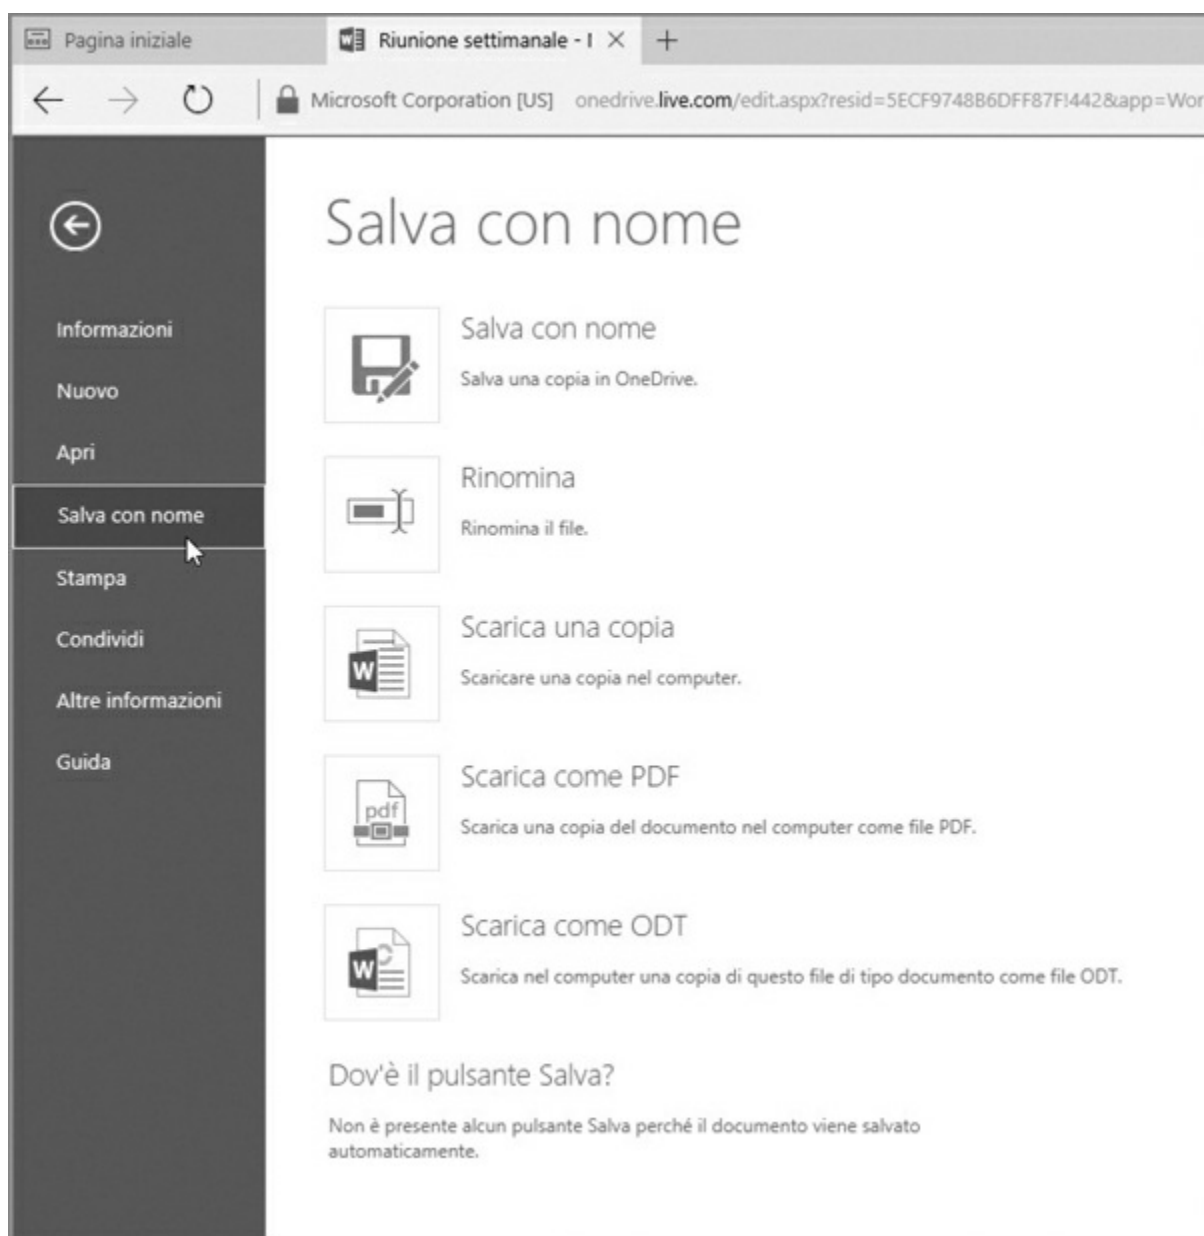 Pagina iniziale
Riunione settimanale - I
Microsoft Corporation [US] onedrive.live.com/edit.aspx?resid=5ECF9748B6DFF87F!442&app=Wor
Salva con nome
Informazioni
Nuovo
Apri
Salva con nome
Stampa
Condividi
Altre informazioni
Guida
Salva con nome
Salva una copia in OneDrive.
Rinomina
Rinomina il file.
W
Scarica una copia
Scaricare una copia nel computer.
pdf
Scarica come PDF
Scarica una copia del documento nel computer come file PDF.
W
Scarica come ODT
Scarica nel computer una copia di questo file di tipo documento come file ODT.
Dov'è il pulsante Salva?
Non è presente alcun pulsante Salva perché il documento viene salvato
automaticamente.